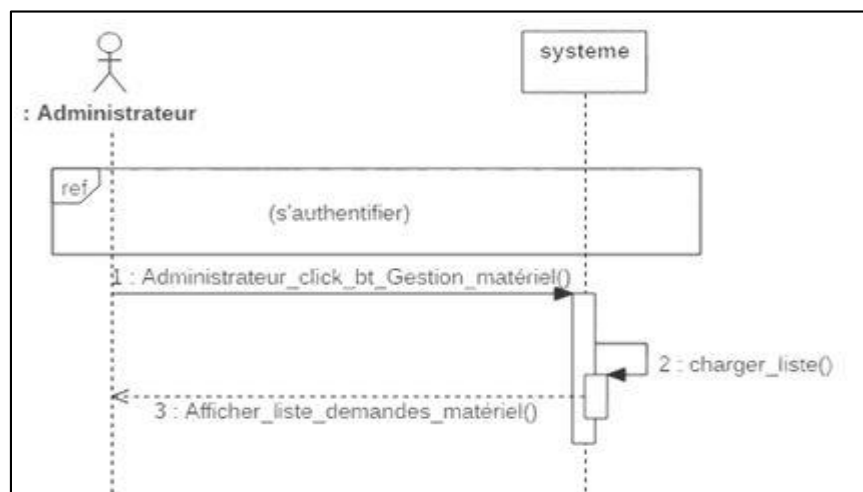 systeme
: Administrateur
ref
(s'authentifier)
1 : Administrateur_click_bt_Gestion_matériel()
2 : charger_liste()
3 : Afficher_liste_demandes_matériel()